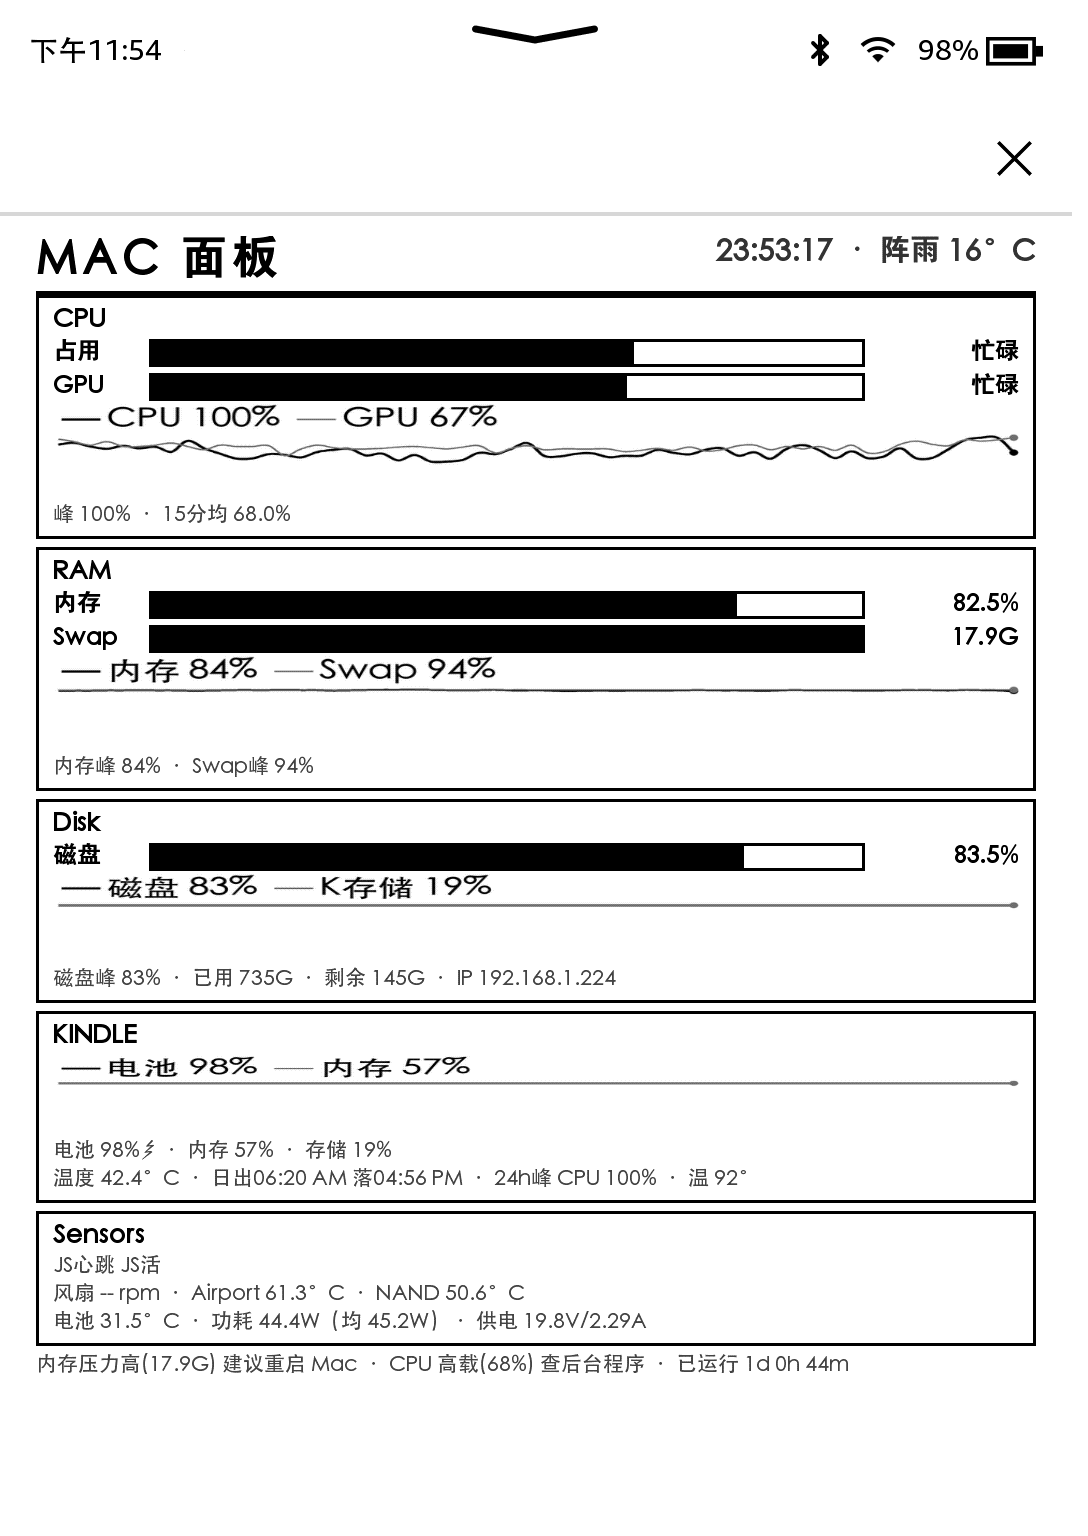 下午11:54 98%
MAC 面板 23:53:17 · 阵雨 16° C
CPU
占用 忙碌
GPU 忙碌
CPU 100% GPU 67%
峰 100% · 15分均 68.0%
RAM
内存 82.5%
Swap 17.9G
内存 84% Swap 94%
内存峰 84% · Swap峰 94%
Disk
磁盘 83.5%
磁盘 83% K存储 19%
磁盘峰 83% · 已用 735G · 剩余 145G · IP 192.168.1.224
KINDLE
电池 98% 内存 57%
电池 98%⚡ · 内存 57% · 存储 19%
温度 42.4° C · 日出06:20 AM 落04:56 PM · 24h峰 CPU 100% · 温 92°
Sensors
JS心跳 JS活
风扇 -- rpm · Airport 61.3° C · NAND 50.6° C
电池 31.5° C · 功耗 44.4W (均 45.2W) · 供电 19.8V/2.29A
内存压力高(17.9G) 建议重启 Mac · CPU 高载(68%) 查后台程序 · 已运行 1d 0h 44m